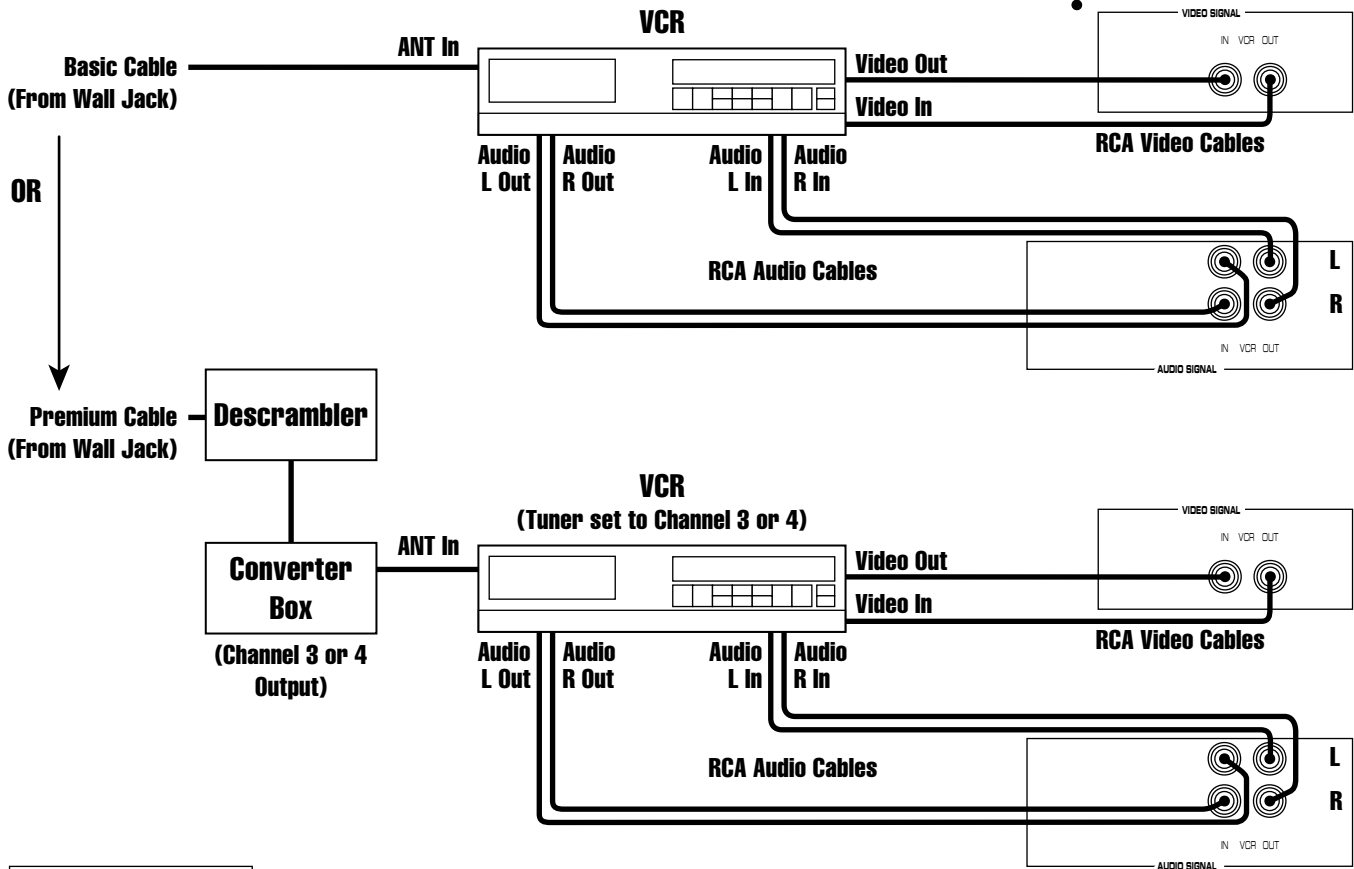 VCR
ANT In
Basic Cable
(From Wall Jack)
Video Out
Video In
VIDEO SIGNAL
IN VCR OUT
RCA Video Cables
Audio
L Out
Audio
R Out
Audio
L In
Audio
R In
OR
RCA Audio Cables
L
R
IN VCR OUT
AUDIO SIGNAL
Premium Cable
(From Wall Jack)
Descrambler
Converter
Box
(Channel 3 or 4
Output)
VCR
(Tuner set to Channel 3 or 4)
ANT In
Video Out
Video In
VIDEO SIGNAL
IN VCR OUT
RCA Video Cables
Audio
L Out
Audio
R Out
Audio
L In
Audio
R In
RCA Audio Cables
L
R
IN VCR OUT
AUDIO SIGNAL